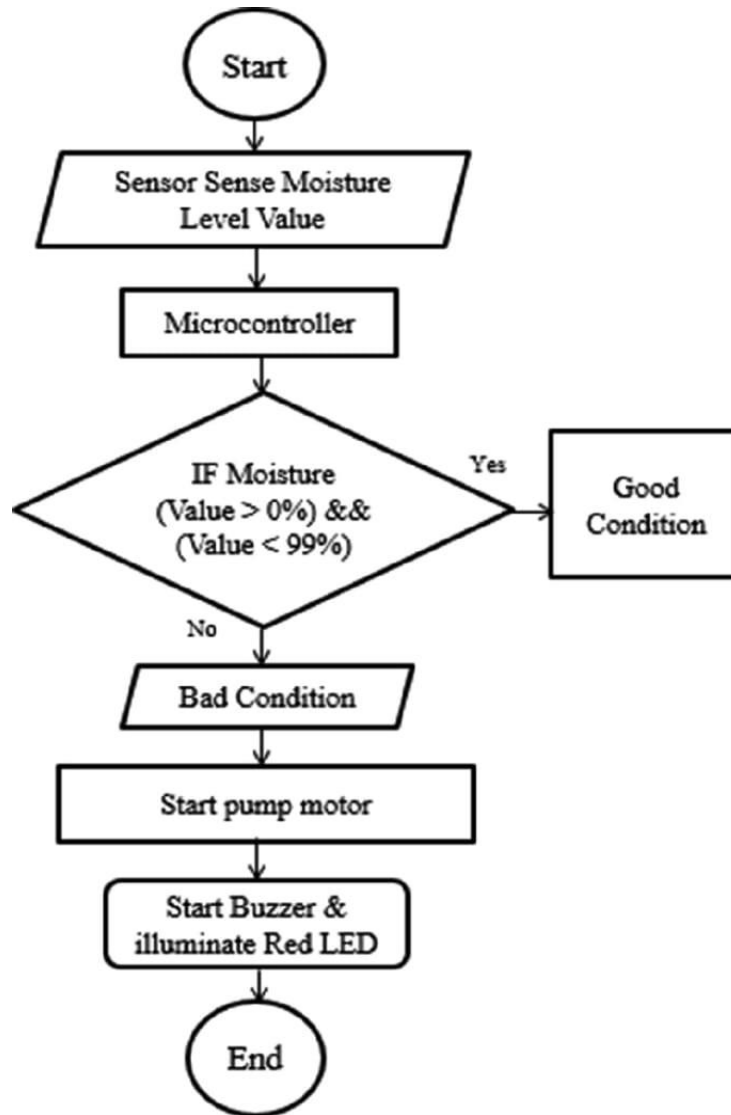 Start
Sensor Sense Moisture
Level Value
Microcontroller
IF Moisture
(Value > 0%) &&
(Value < 99%)
Yes
Good
Condition
No
Bad Condition
Start pump motor
Start Buzzer &
illuminate Red LED
End